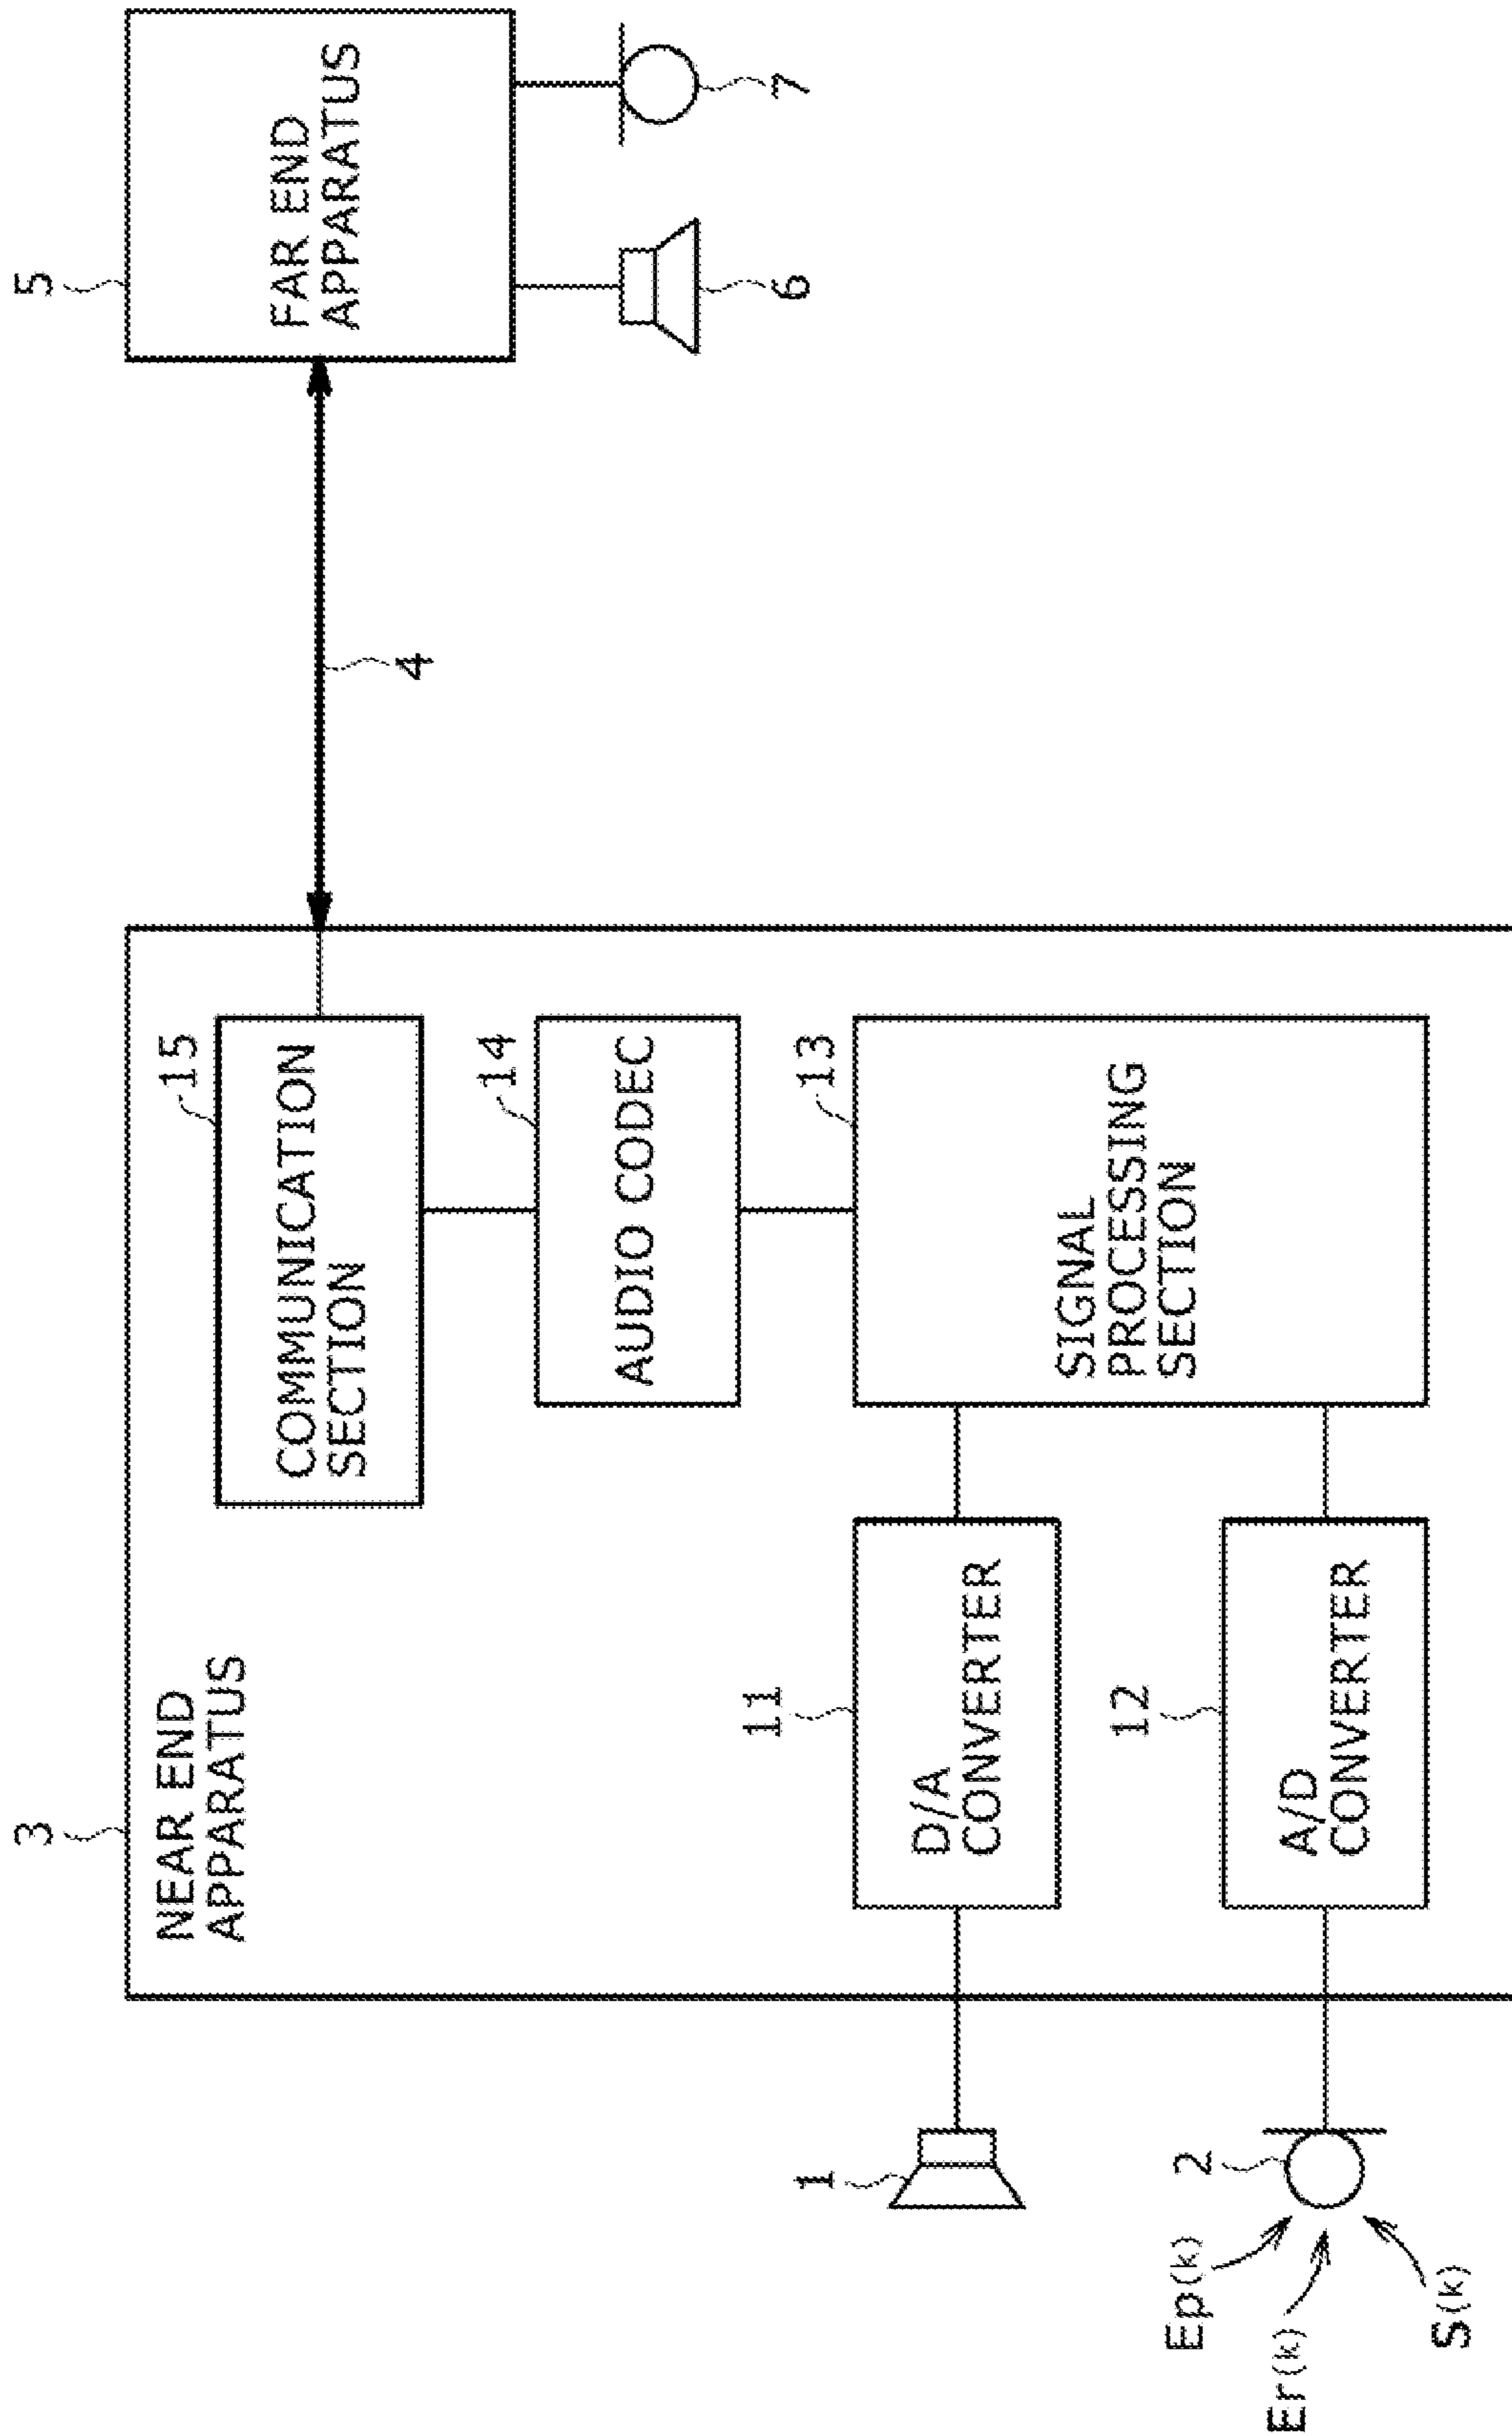 3
NEAR END
APPARATUS
15
COMMUNICATION
SECTION
14
AUDIO CODEC
13
SIGNAL
PROCESSING
SECTION
11
D/A
CONVERTER
12
A/D
CONVERTER
1
2
Ep(k)
Er(k)
S(k)
4
5
FAR END
APPARATUS
6
7